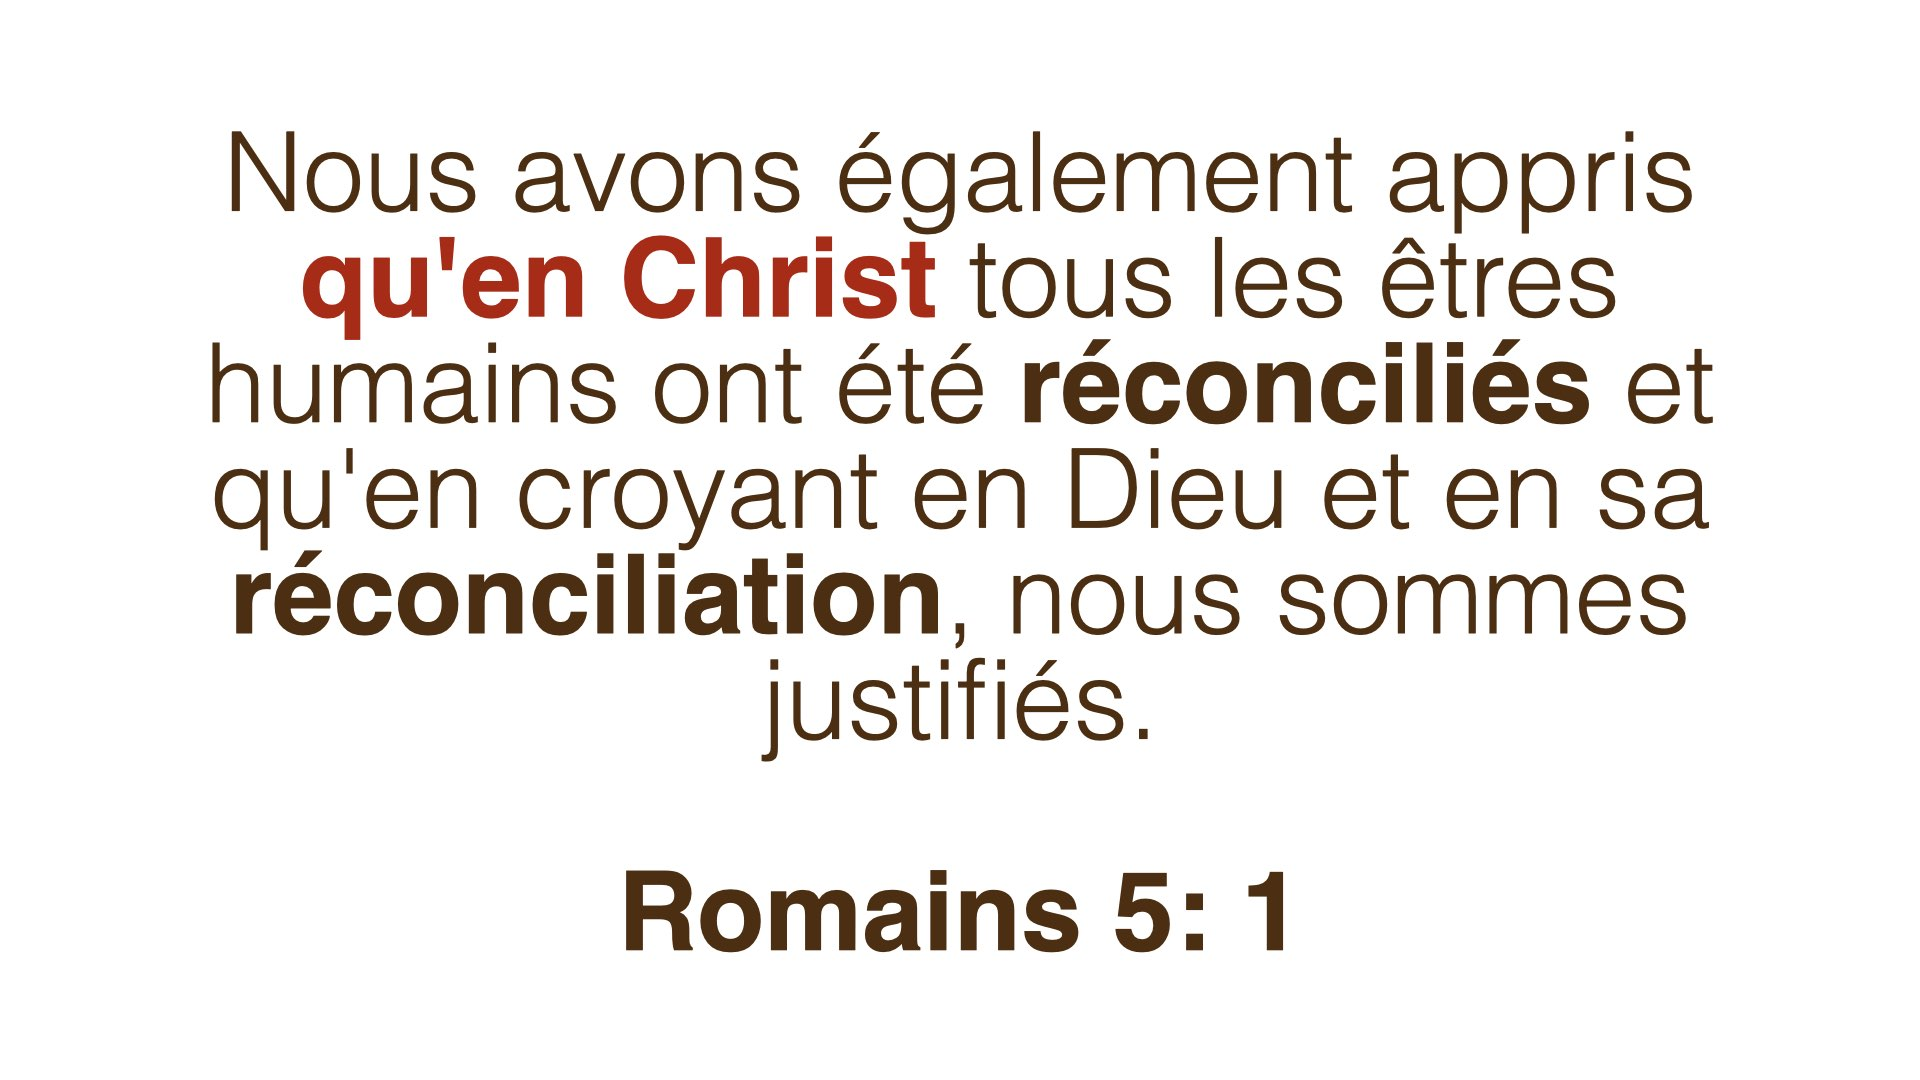 Nous avons également appris
qu'en Christ tous les êtres
humains ont été réconciliés et
qu'en croyant en Dieu et en sa
réconciliation, nous sommes
justifiés.
Romains 5: 1